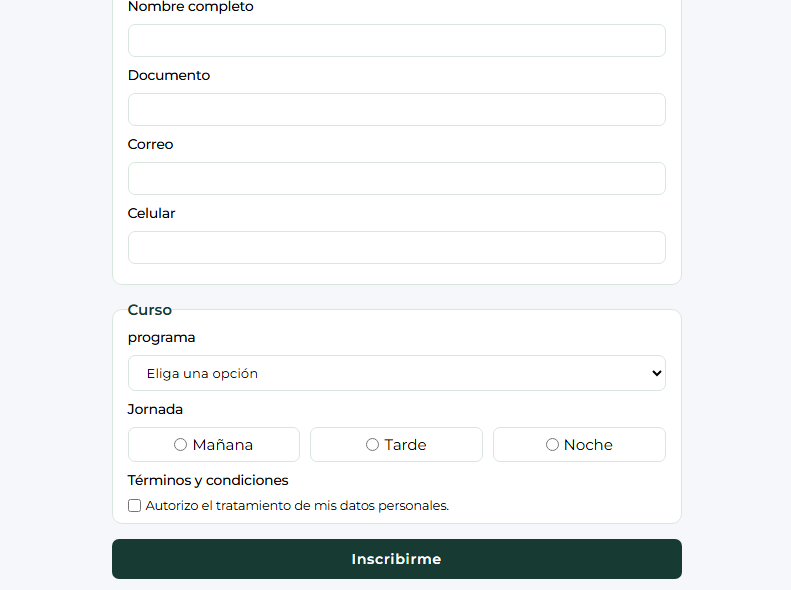 Nombre completo
Documento
Correo
Celular
Curso
programa
Eliga una opción
Jornada
Mañana Tarde Noche
Términos y condiciones
Autorizo el tratamiento de mis datos personales.
Inscribirme